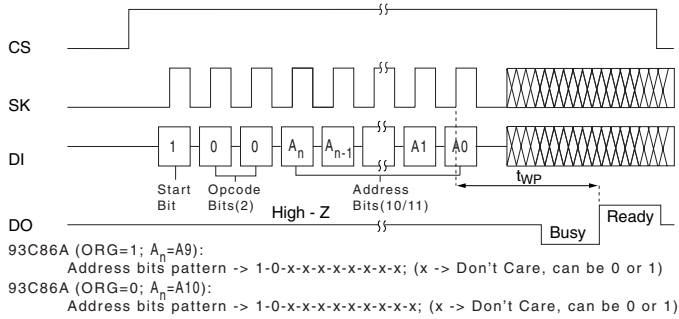 CS
SK
DI
1 0 0 An An-1 A1 A0
Start Bit
Opcode Bits(2)
Address Bits(10/11)
tWP
High - Z
DO
Busy
Ready
93C86A (ORG=1; An=A9):
Address bits pattern -> 1-0-x-x-x-x-x-x-x-x; (x -> Don't Care, can be 0 or 1)
93C86A (ORG=0; An=A10):
Address bits pattern -> 1-0-x-x-x-x-x-x-x-x-x; (x -> Don't Care, can be 0 or 1)